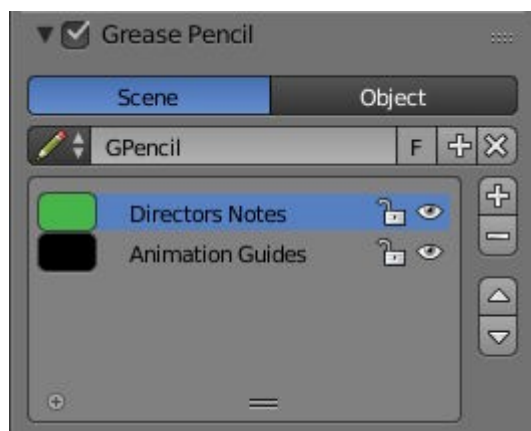 Grease Pencil
Scene Object
GPencil F
Directors Notes
Animation Guides